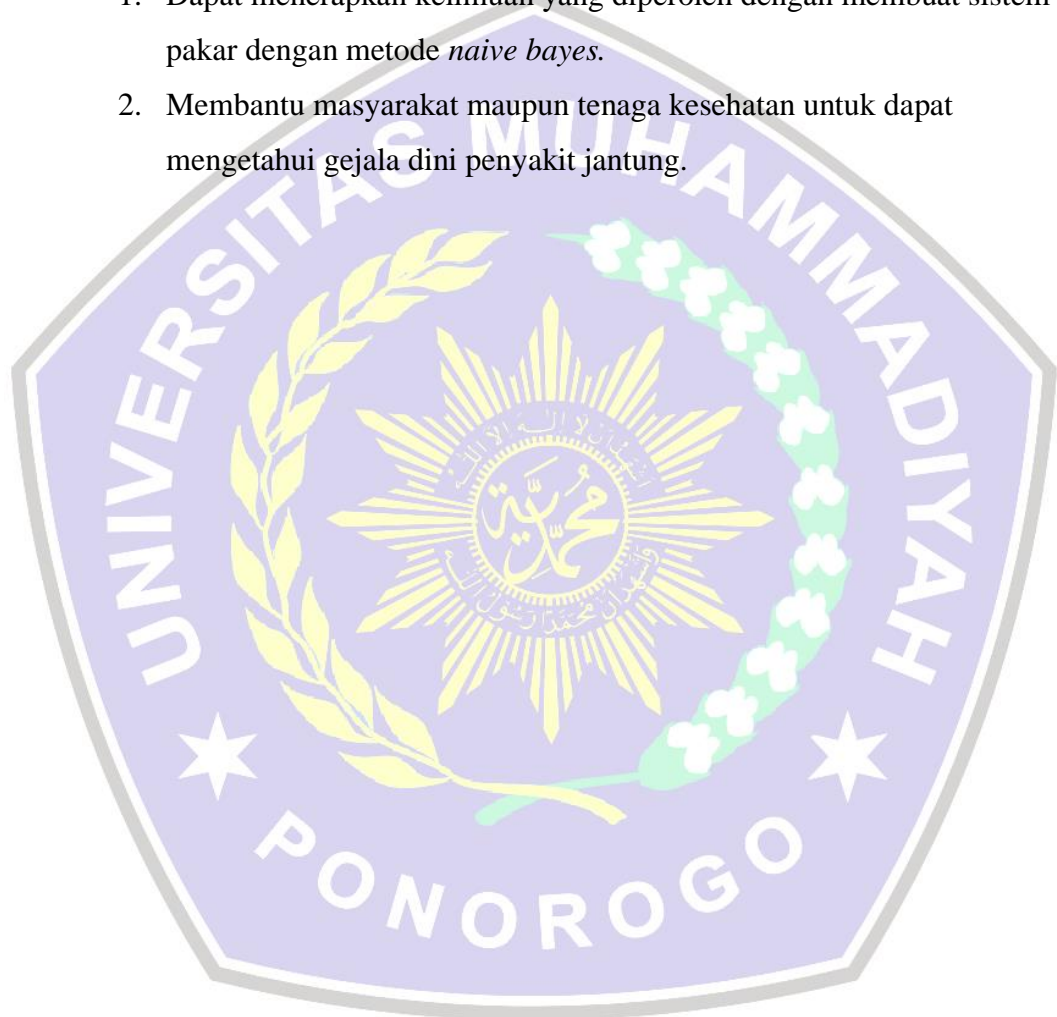 1. Dapat menerapkan keilmuan yang diperoleh dengan membuat sistem
pakar dengan metode naive bayes.
2. Membantu masyarakat maupun tenaga kesehatan untuk dapat
mengetahui gejala dini penyakit jantung.
UNIVERSITAS MUHAMMADIYAH
محمد
PONOROGO